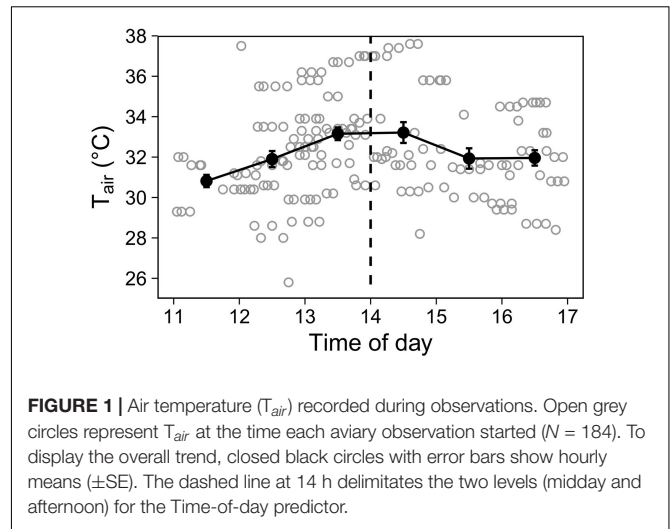 38
36
34
32
30
28
26
T_air (°C)
11 12 13 14 15 16 17
Time of day
FIGURE 1 | Air temperature (T_air) recorded during observations. Open grey
circles represent T_air at the time each aviary observation started (N = 184). To
display the overall trend, closed black circles with error bars show hourly
means (±SE). The dashed line at 14 h delimitates the two levels (midday and
afternoon) for the Time-of-day predictor.